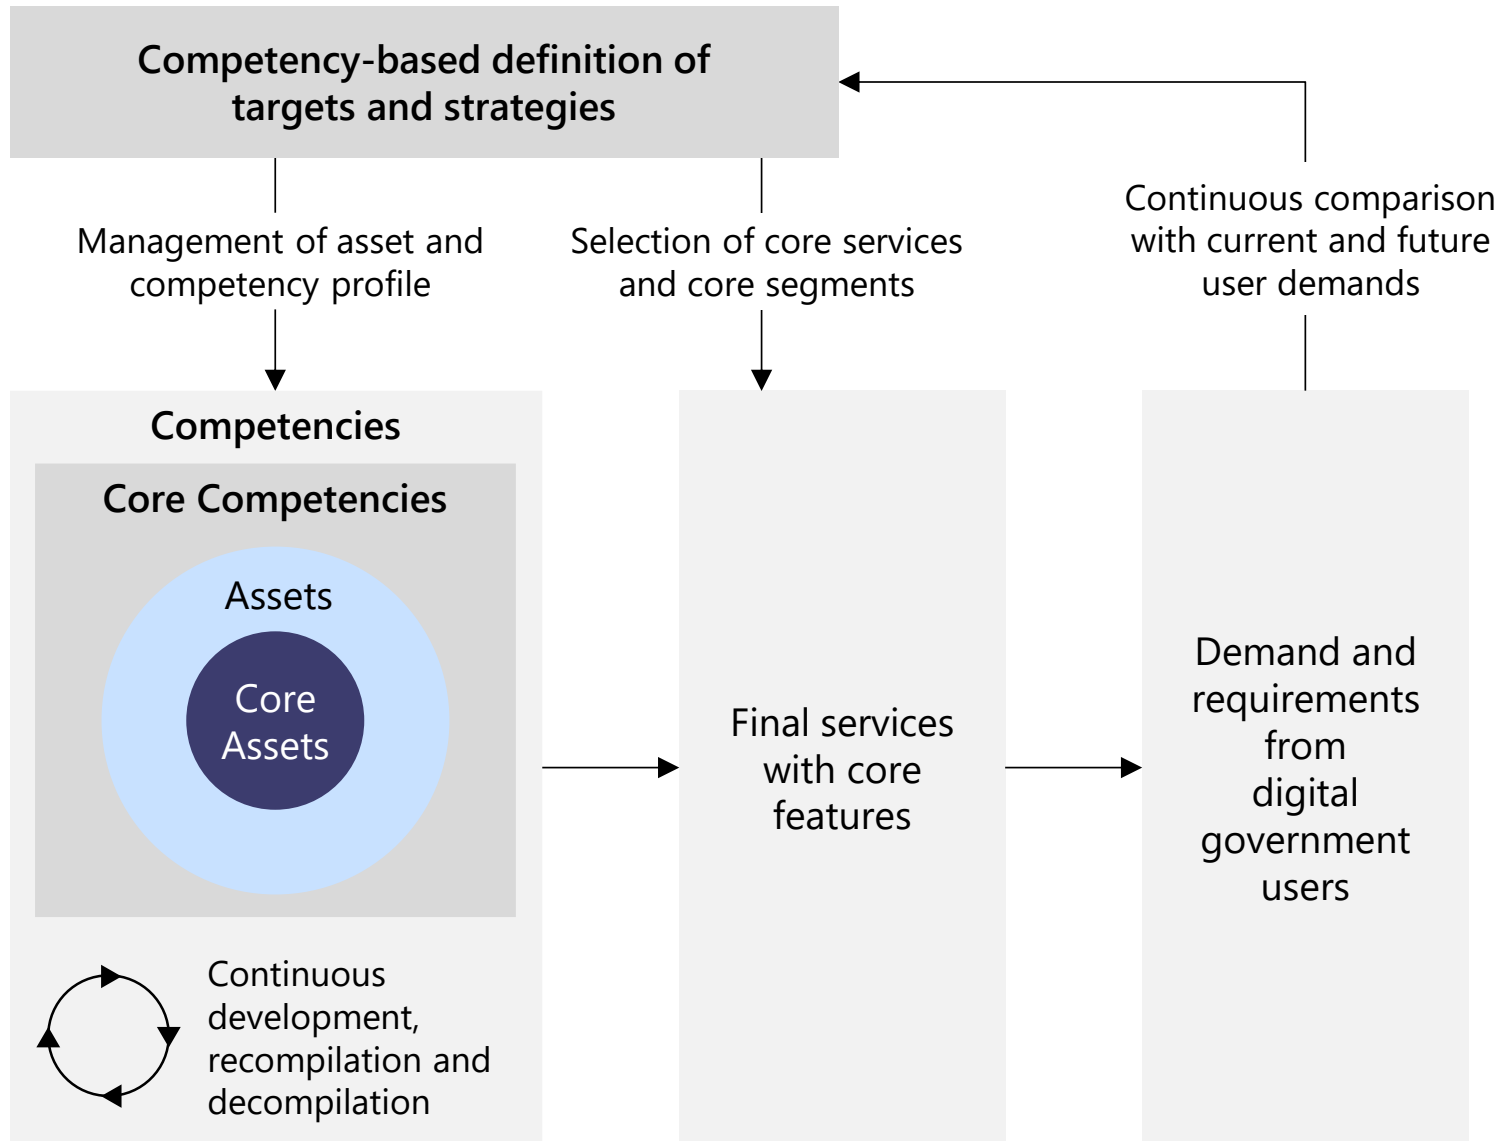 Competency-based definition of
targets and strategies
Management of asset and
competency profile
Selection of core services
and core segments
Continuous comparison
with current and future
user demands
Competencies
Core Competencies
Assets
Core
Assets
Continuous
development,
recompilation and
decompilation
Final services
with core
features
Demand and
requirements
from
digital
government
users